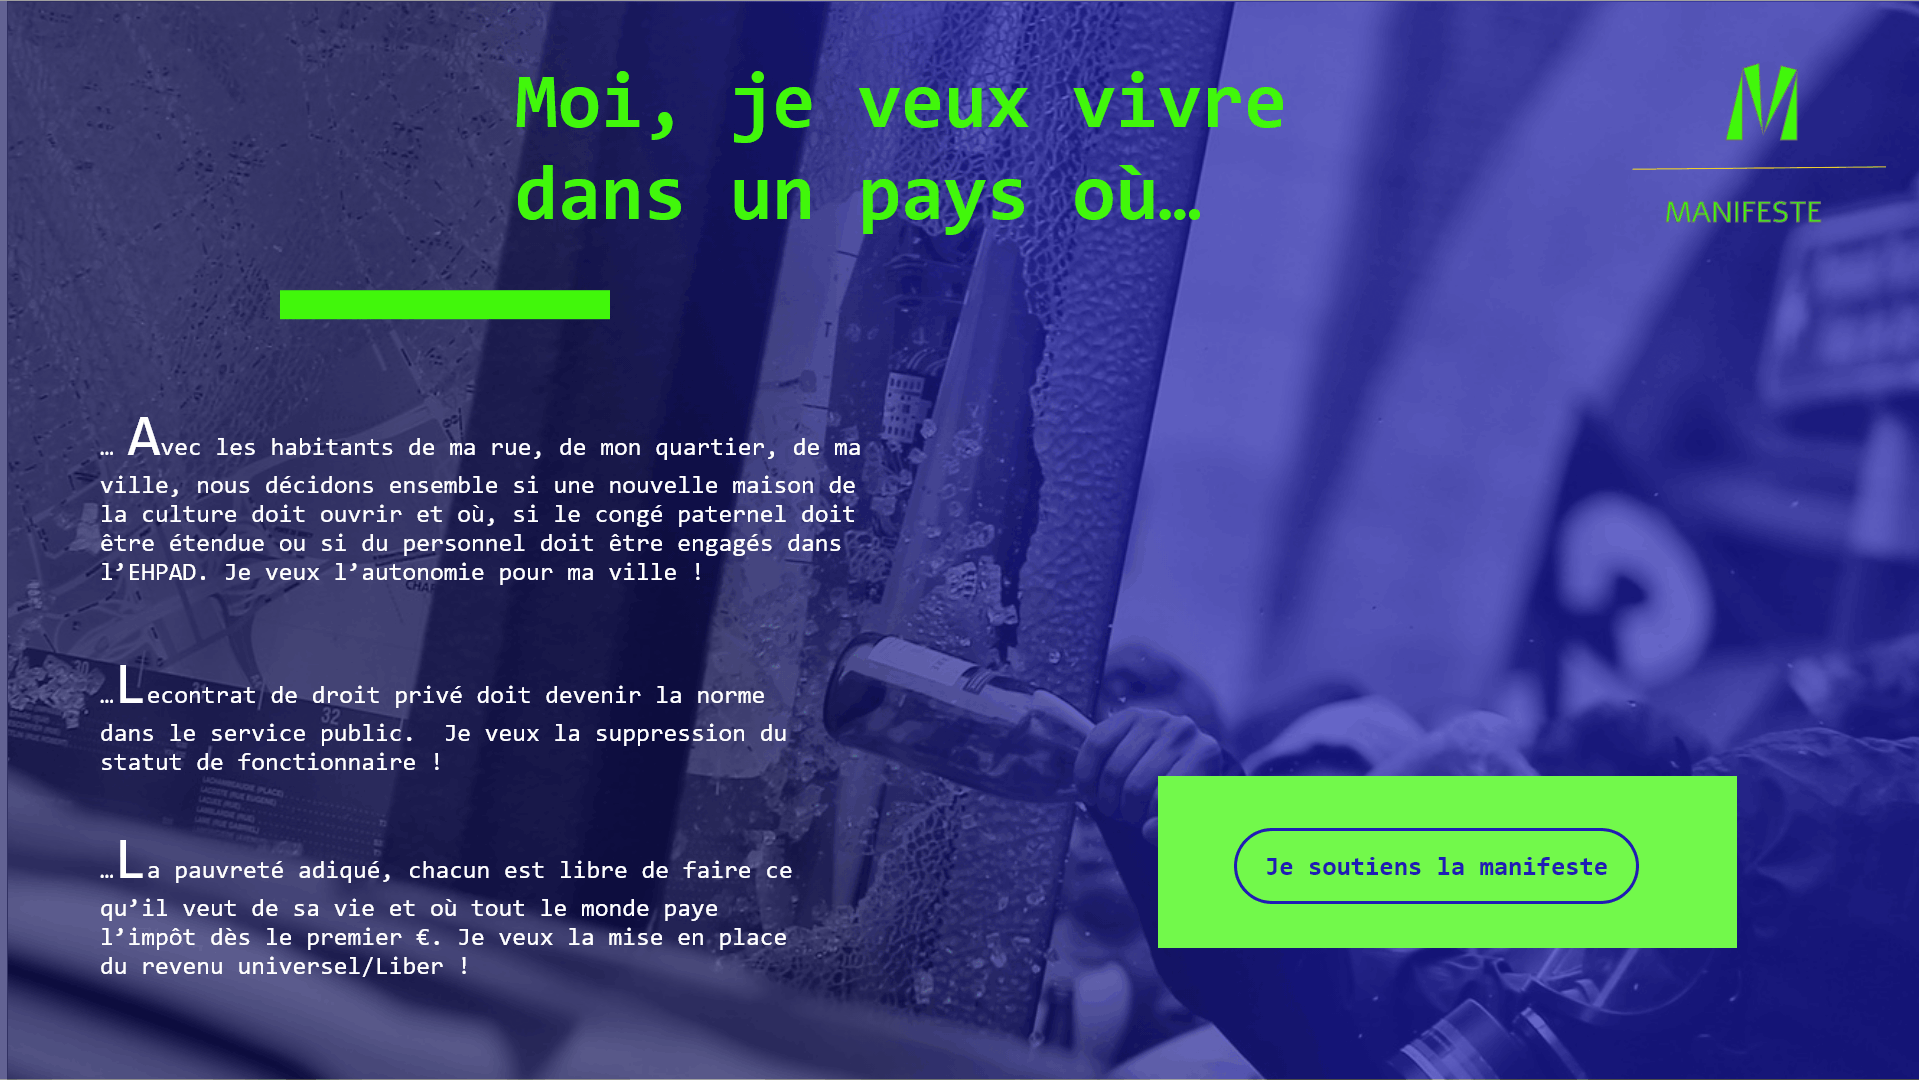 Moi, je veux vivre
dans un pays où…
MANIFESTE
… Avec les habitants de ma rue, de mon quartier, de ma
ville, nous décidons ensemble si une nouvelle maison de
la culture doit ouvrir et où, si le congé paternel doit
être étendue ou si du personnel doit être engagés dans
l’EHPAD. Je veux l’autonomie pour ma ville !
…Lecontrat de droit privé doit devenir la norme
dans le service public.  Je veux la suppression du
statut de fonctionnaire !
…La pauvreté adiqué, chacun est libre de faire ce
qu’il veut de sa vie et où tout le monde paye
l’impôt dès le premier €. Je veux la mise en place
du revenu universel/Liber !
Je soutiens la manifeste
30
32